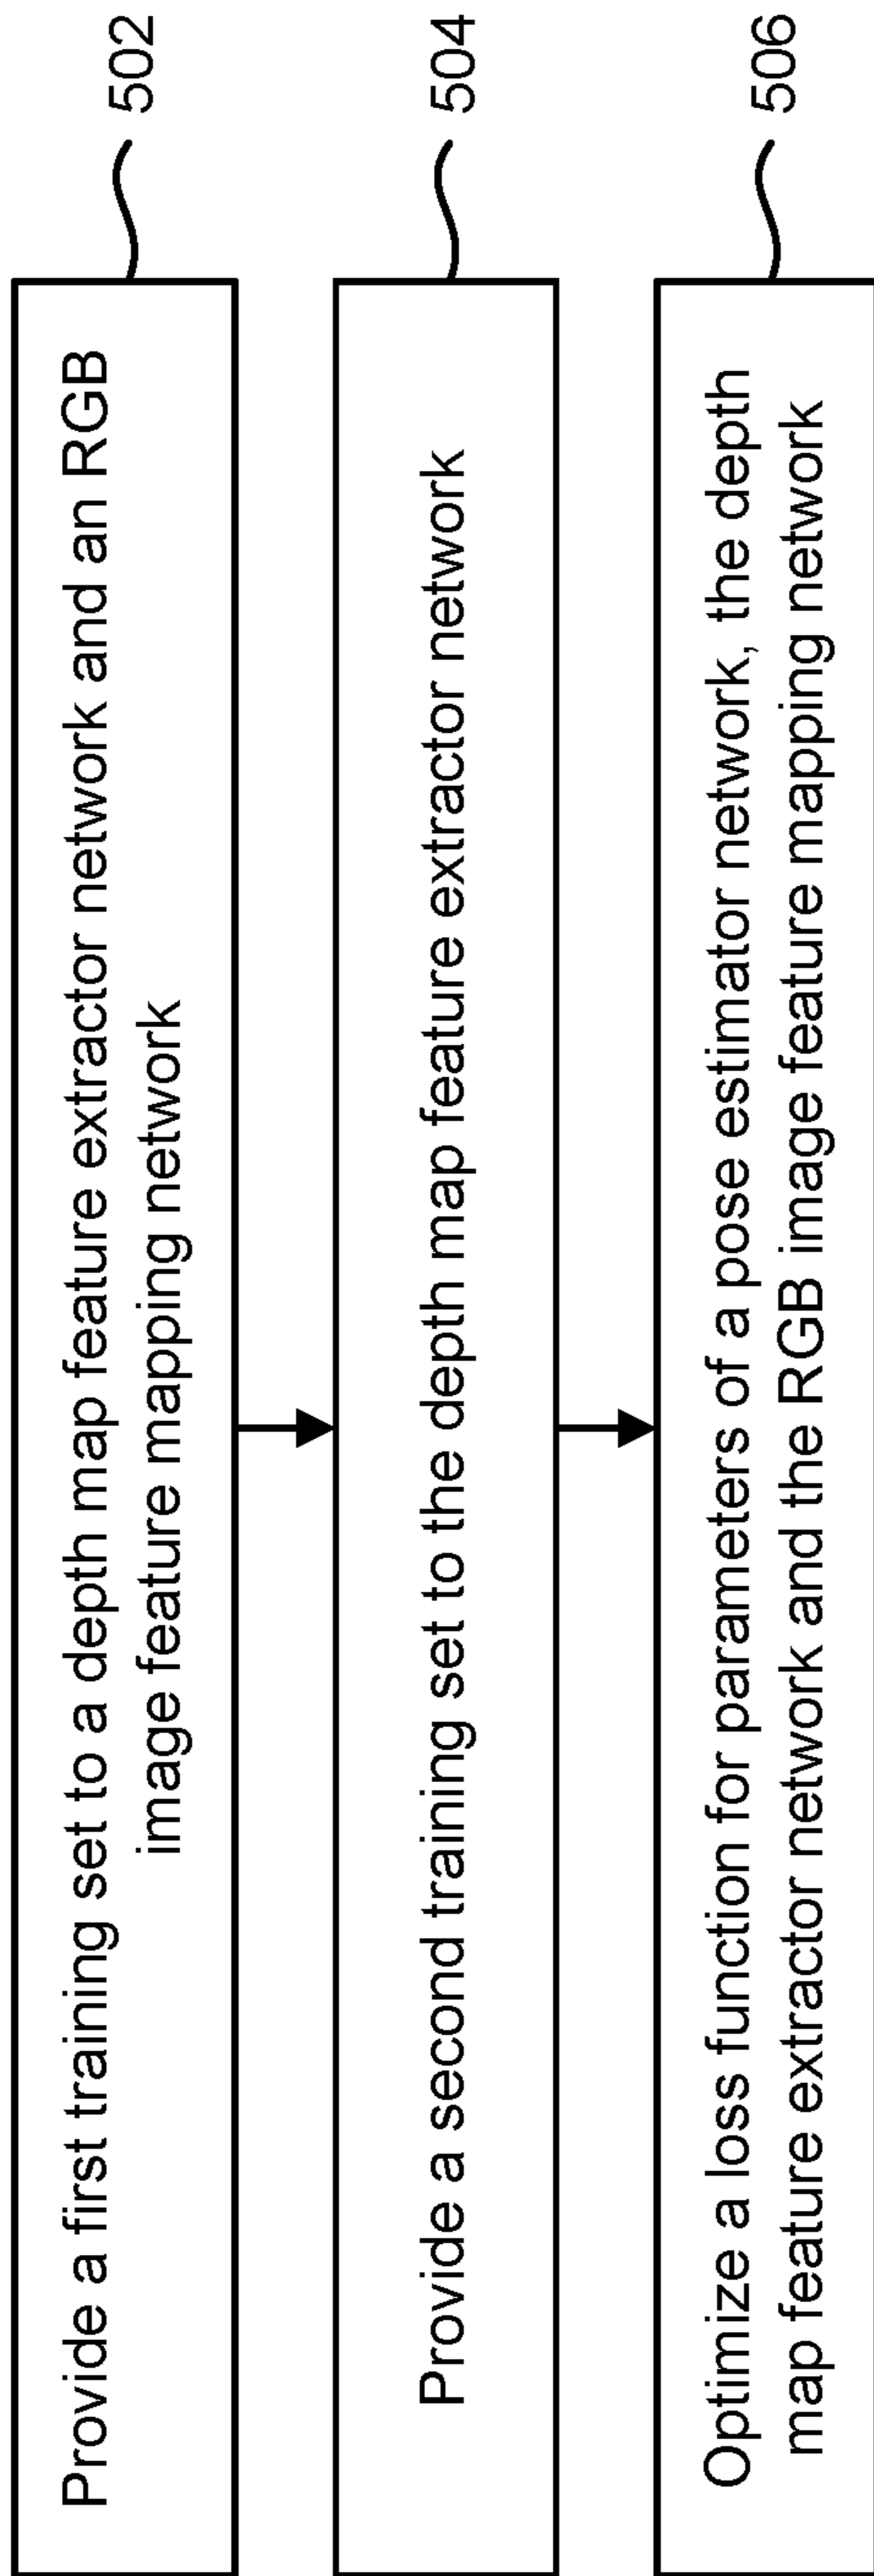 Provide a first training set to a depth map feature extractor network and an RGB
image feature mapping network
502
Provide a second training set to the depth map feature extractor network
504
Optimize a loss function for parameters of a pose estimator network, the depth
map feature extractor network and the RGB image feature mapping network
506